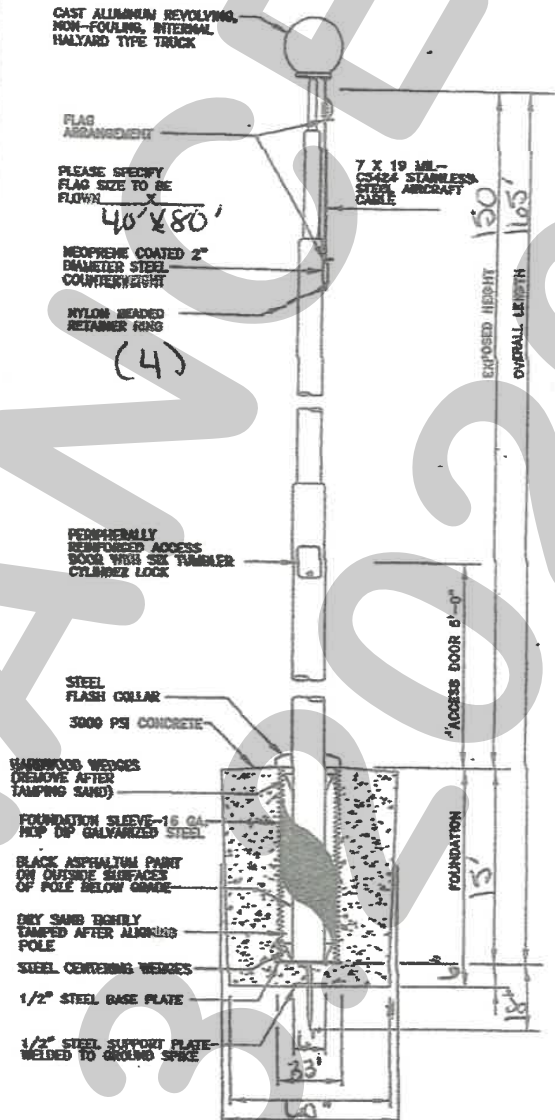 CAST ALUMINUM REVOLVING,
NON-FOULING, INTERNAL
HALYARD TYPE TRUCK
FLAG
ARRANGEMENT
PLEASE SPECIFY
FLAG SIZE TO BE
FLOWN X
40' X 80'
7 X 19 MIL-
C5424 STAINLESS
STEEL AIRCRAFT
CABLE
NEOPRENE COATED 2"
DIAMETER STEEL
COUNTERWEIGHT
NYLON BEADED
RETAINER RING
(4)
EXPOSED HEIGHT 150
OVERALL LENGTH 165'
PERIPHERALLY
REINFORCED ACCESS
DOOR WITH SIX TUMBLER
CYLINDER LOCK
ACCESS DOOR 6'-0"
STEEL
FLASH COLLAR
3000 PSI CONCRETE
HARDWOOD WEDGES
(REMOVE AFTER
TAMPING SAND)
FOUNDATION SLEEVE-16 GA.
HOP DIP GALVANIZED STEEL
BLACK ASPHALTUM PAINT
ON OUTSIDE SURFACES
OF POLE BELOW GRADE
FOUNDATION
15'
DRY SAND TIGHTLY
TAMPED AFTER ALIGNING
POLE
STEEL CENTERING WEDGES
6"
1/2" STEEL BASE PLATE
18"
1/2" STEEL SUPPORT PLATE-
WELDED TO GROUND SPIKE
33"